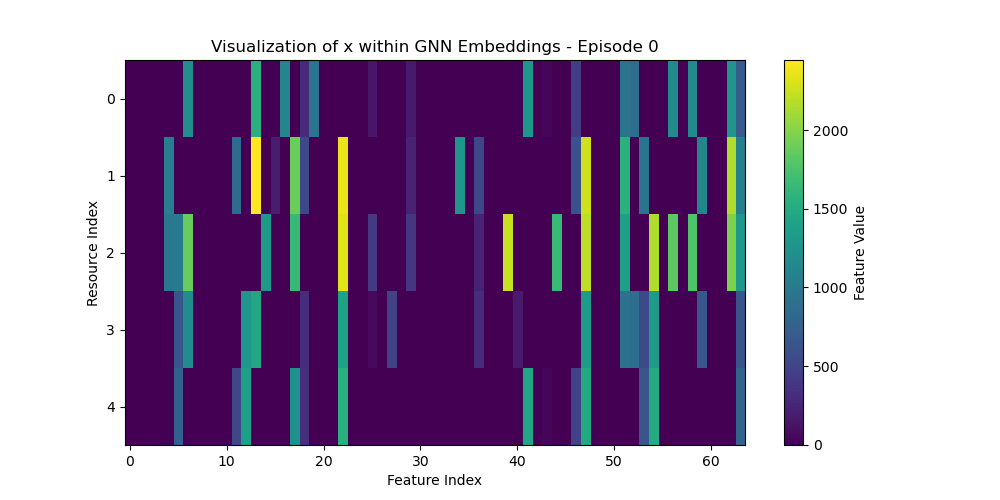 Visualization of x within GNN Embeddings - Episode 0
Resource Index
0
1
2
3
4
0 10 20 30 40 50 60
Feature Index
2000
1500
1000
500
0
Feature Value